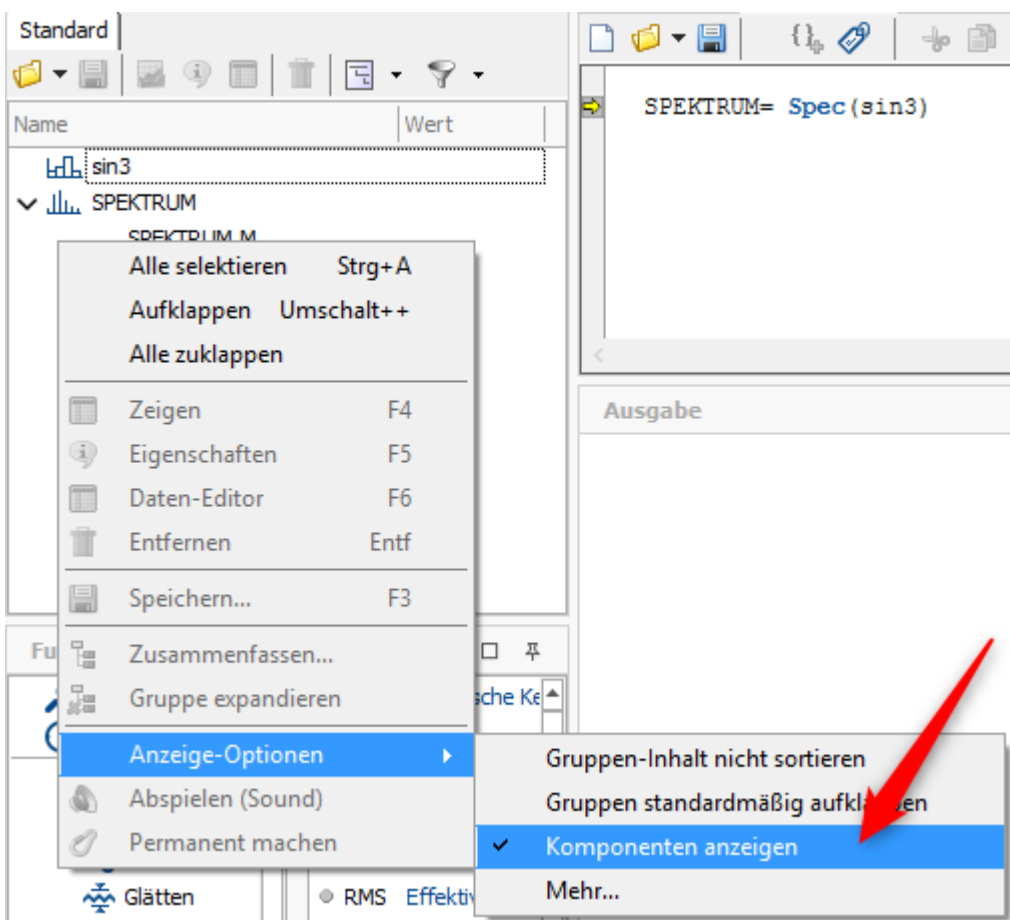 Standard
Name Wert
sin3
SPEKTRUM
SPEKTRUM.M
SPEKTRUM= Spec(sin3)
Alle selektieren Strg+A
Aufklappen Umschalt++
Alle zuklappen
Zeigen F4
Eigenschaften F5
Daten-Editor F6
Entfernen Entf
Speichern... F3
Zusammenfassen...
Gruppe expandieren
Anzeige-Optionen
Abspielen (Sound)
Permanent machen
Ausgabe
Gruppen-Inhalt nicht sortieren
Gruppen standardmäßig aufklappen
Komponenten anzeigen
Mehr...
Glätten
RMS